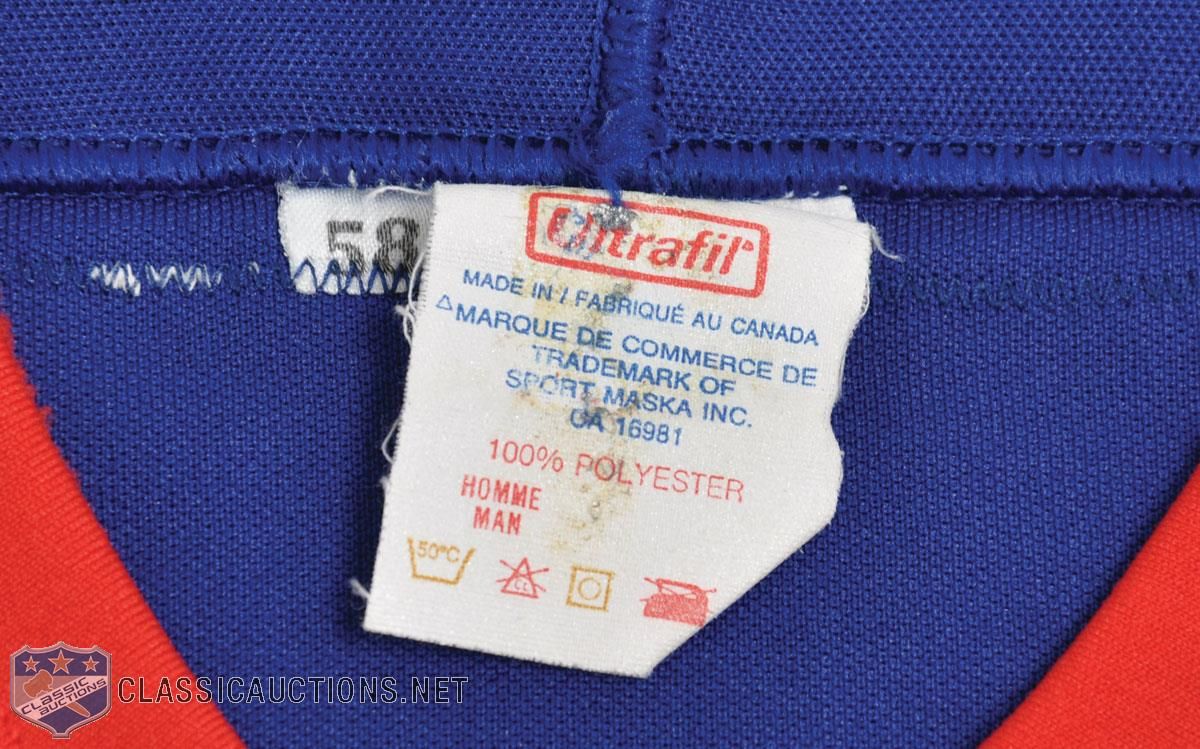 58
Ultrafil
MADE IN / FABRIQUÉ AU CANADA
△MARQUE DE COMMERCE DE
TRADEMARK OF
SPORT MASKA INC.
CA 16981
100% POLYESTER
HOMME
MAN
50°C
CL
CLASSIC
AUCTIONS
CLASSICAUCTIONS.NET